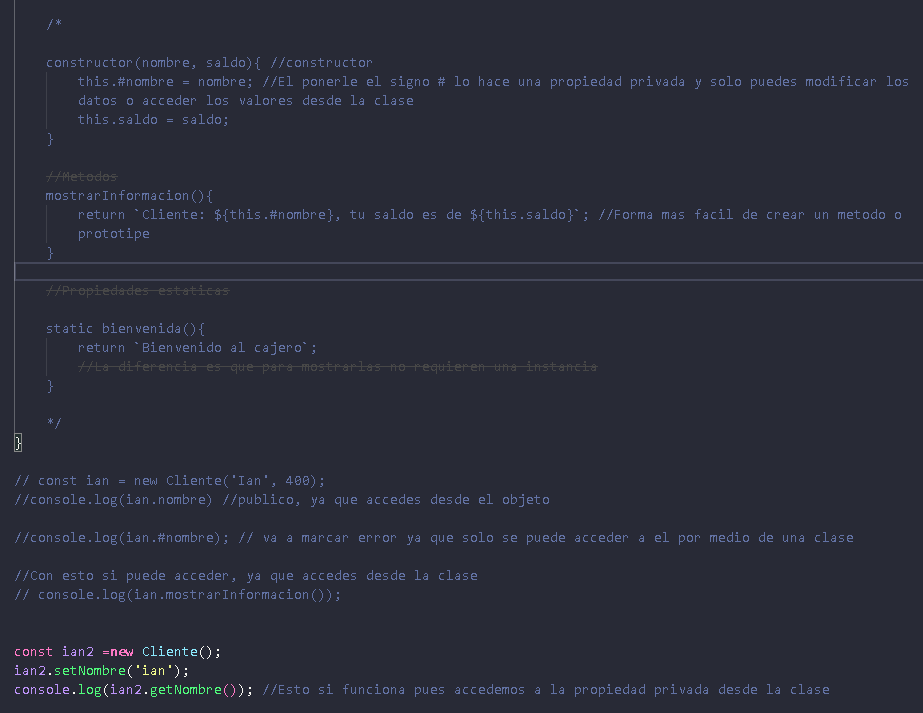 /*
constructor(nombre, saldo){ //constructor
this.#nombre = nombre; //El ponerle el signo # lo hace una propiedad privada y solo puedes modificar los
datos o acceder los valores desde la clase
this.saldo = saldo;
}
//Metodos
mostrarInformacion(){
return `Cliente: ${this.#nombre}, tu saldo es de ${this.saldo}`; //Forma mas facil de crear un metodo o
prototipe
}
//Propiedades estaticas
static bienvenida(){
return `Bienvenido al cajero`;
//La diferencia es que para mostrarlas no requieren una instancia
}
*/
}
// const ian = new Cliente('Ian', 400);
//console.log(ian.nombre) //publico, ya que accedes desde el objeto
//console.log(ian.#nombre); // va a marcar error ya que solo se puede acceder a el por medio de una clase
//Con esto si puede acceder, ya que accedes desde la clase
// console.log(ian.mostrarInformacion());
const ian2 =new Cliente();
ian2.setNombre('ian');
console.log(ian2.getNombre()); //Esto si funciona pues accedemos a la propiedad privada desde la clase